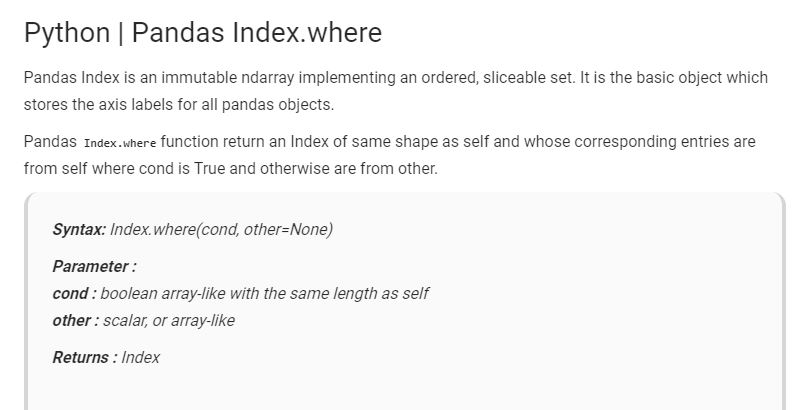 Python | Pandas Index.where
Pandas Index is an immutable ndarray implementing an ordered, sliceable set. It is the basic object which
stores the axis labels for all pandas objects.
Pandas Index.where function return an Index of same shape as self and whose corresponding entries are
from self where cond is True and otherwise are from other.
Syntax: Index.where(cond, other=None)
Parameter :
cond : boolean array-like with the same length as self
other : scalar, or array-like
Returns : Index